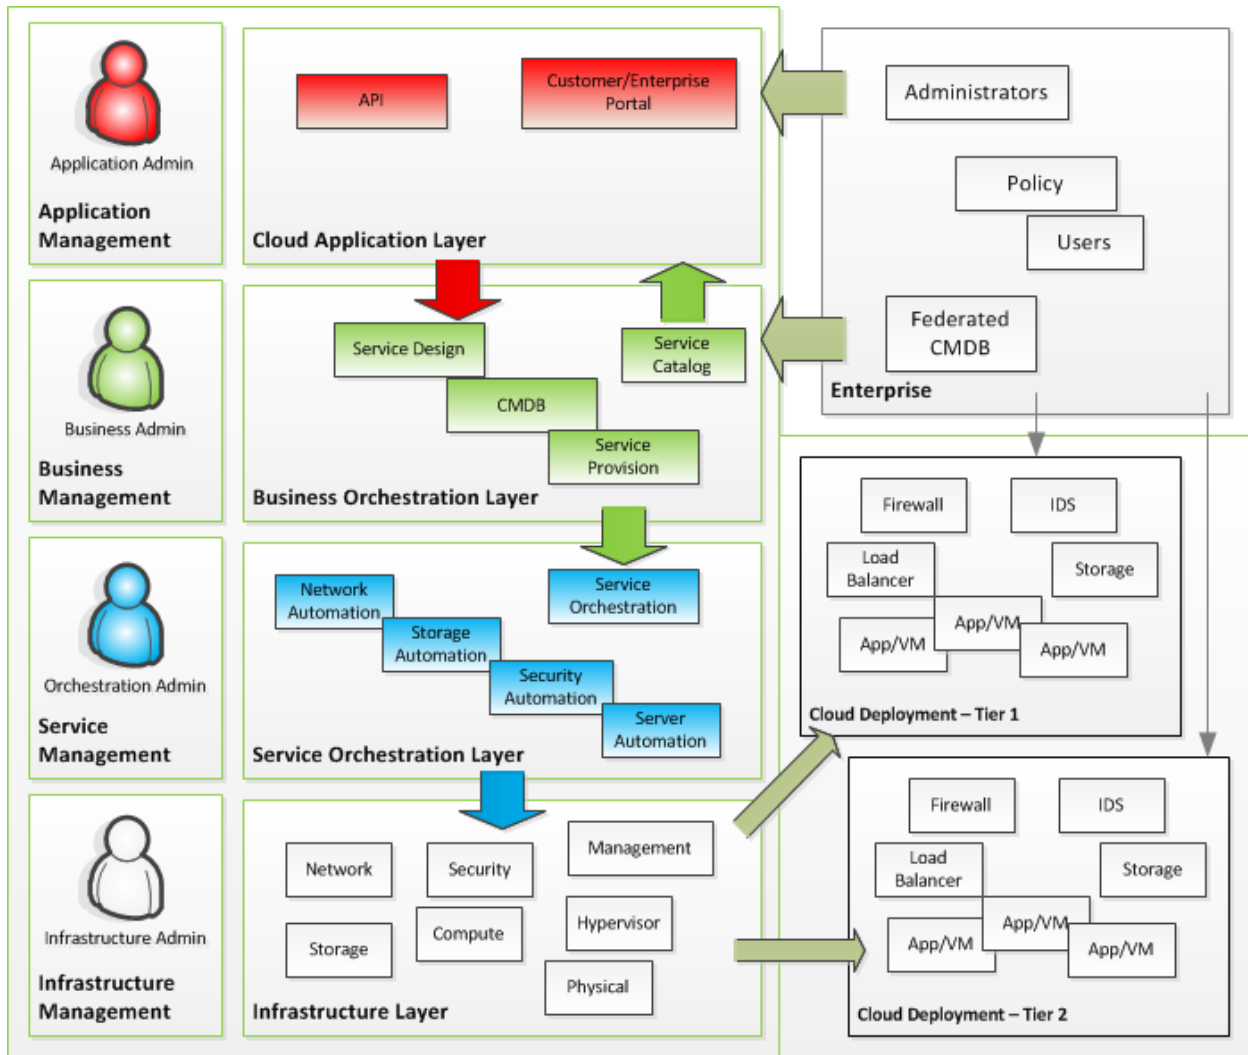 Application Admin
Application
Management
API
Customer/Enterprise
Portal
Cloud Application Layer
Administrators
Policy
Users
Federated
CMDB
Enterprise
Business Admin
Business
Management
Service Design
CMDB
Service
Provision
Service
Catalog
Business Orchestration Layer
Orchestration Admin
Service
Management
Network
Automation
Storage
Automation
Security
Automation
Server
Automation
Service
Orchestration
Service Orchestration Layer
Firewall
IDS
Load
Balancer
Storage
App/VM
App/VM
App/VM
Cloud Deployment – Tier 1
Infrastructure Admin
Infrastructure
Management
Network
Security
Management
Storage
Compute
Hypervisor
Physical
Infrastructure Layer
Firewall
IDS
Load
Balancer
Storage
App/VM
App/VM
App/VM
Cloud Deployment – Tier 2